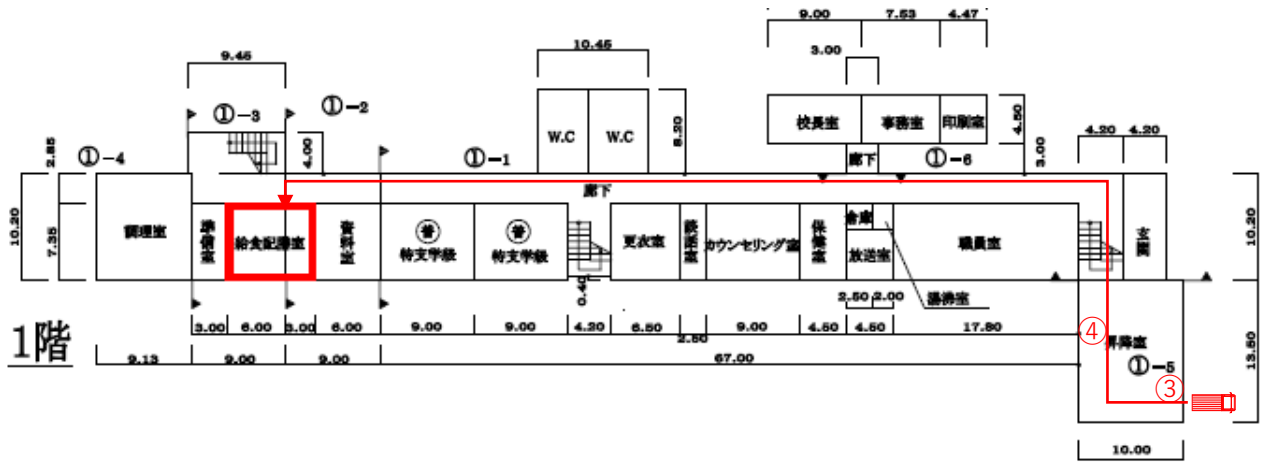 9.00 7.53 4.47
10.45
3.00
9.45
①-3 ①-2
校長室 事務室 印刷室
4.50
W.C W.C
8.20
4.20 4.20
2.85
①-4
4.00
①-1
廊下
①-6
3.00
廊下
10.20
7.35
調理室
準備室
給食配膳室
資料室
普
特支学級
普
特支学級
更衣室
カウンセリング室
保健室
倉庫
放送室
職員室
玄関
10.20
0.40
湯沸室
2.50 2.00
3.00 6.00 3.00 6.00 9.00 9.00 4.20 6.50 2.50 9.00 4.50 4.50 17.80
1階
9.13 9.00 9.00 67.00
④
昇降室
①-5
③
13.50
10.00